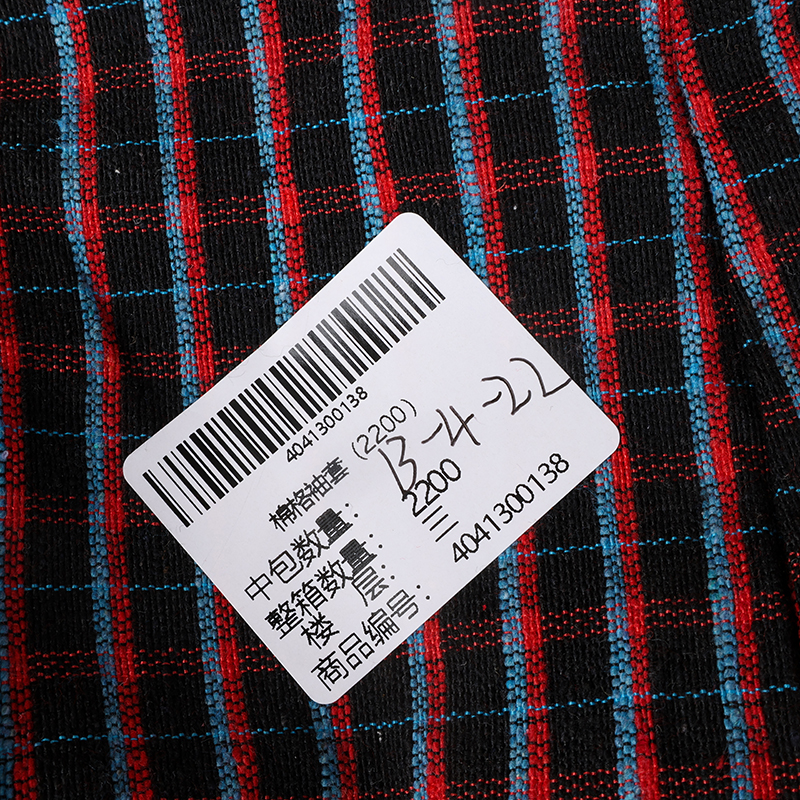 4041300138
棉格袖套（2200）
B-4-22
中包数量：
整箱数量： 2200
楼 层： 三
商品编号： 4041300138